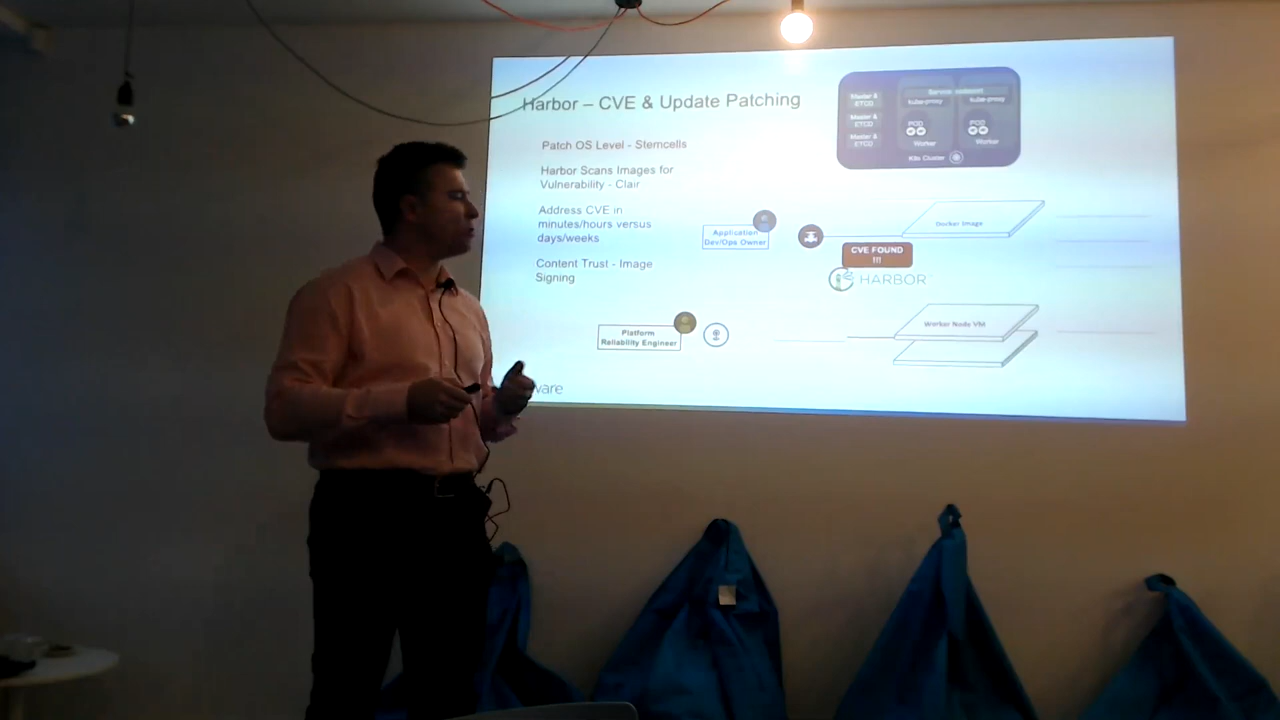 Harbor – CVE & Update Patching
Patch OS Level - Stemcells
Harbor Scans Images for
Vulnerability - Clair
Address CVE in
minutes/hours versus
days/weeks
Content Trust - Image
Signing
Master &
ETCD
Master &
ETCD
Master &
ETCD
Service
kube-proxy
kube-proxy
POD
POD
Worker
Worker
K8s Cluster
Application
Dev/Ops Owner
Docker Image
CVE FOUND
!!!
HARBOR
Platform
Reliability Engineer
Worker Node VM
ware